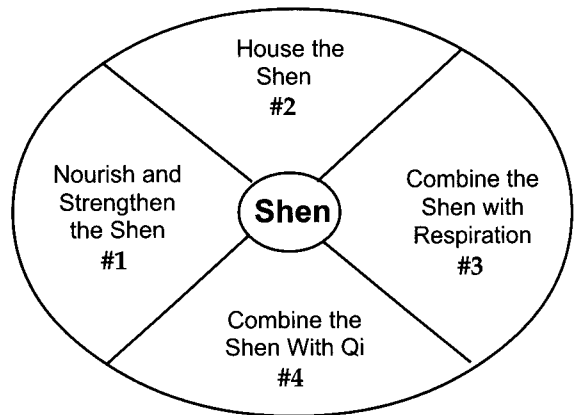 House the
Shen
#2
Nourish and
Strengthen
the Shen
#1
Shen
Combine the
Shen with
Respiration
#3
Combine the
Shen With Qi
#4